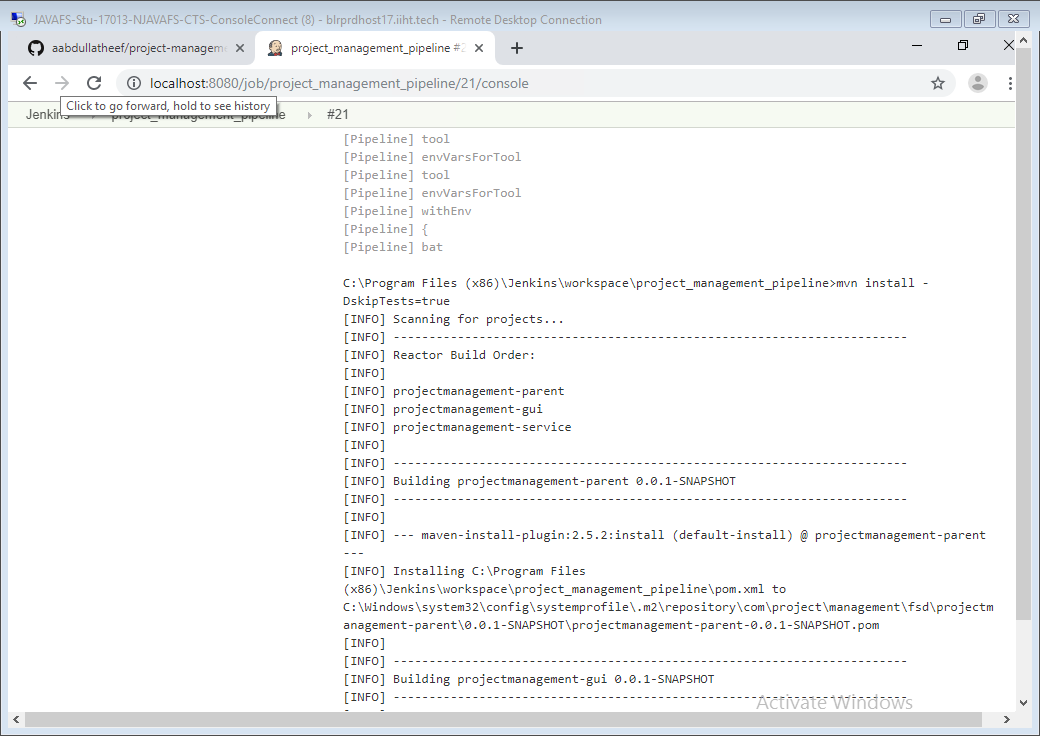 JAVAFS-Stu-17013-NJAVAFS-CTS-ConsoleConnect (8) - blrprdhost17.iiht.tech - Remote Desktop Connection
aabdullatheef/project-managem
project_management_pipeline #2
localhost:8080/job/project_management_pipeline/21/console
Click to go forward, hold to see history
Jenkins
project_management_pipeline
#21
[Pipeline] tool
[Pipeline] envVarsForTool
[Pipeline] tool
[Pipeline] envVarsForTool
[Pipeline] withEnv
[Pipeline] {
[Pipeline] bat
C:\Program Files (x86)\Jenkins\workspace\project_management_pipeline>mvn install -
DskipTests=true
[INFO] Scanning for projects...
[INFO] ------------------------------------------------------------------------
[INFO] Reactor Build Order:
[INFO]
[INFO] projectmanagement-parent
[INFO] projectmanagement-gui
[INFO] projectmanagement-service
[INFO]
[INFO] ------------------------------------------------------------------------
[INFO] Building projectmanagement-parent 0.0.1-SNAPSHOT
[INFO] ------------------------------------------------------------------------
[INFO]
[INFO] --- maven-install-plugin:2.5.2:install (default-install) @ projectmanagement-parent
---
[INFO] Installing C:\Program Files
(x86)\Jenkins\workspace\project_management_pipeline\pom.xml to
C:\Windows\system32\config\systemprofile\.m2\repository\com\project\management\fsd\projectm
anagement-parent\0.0.1-SNAPSHOT\projectmanagement-parent-0.0.1-SNAPSHOT.pom
[INFO]
[INFO] ------------------------------------------------------------------------
[INFO] Building projectmanagement-gui 0.0.1-SNAPSHOT
[INFO] ------------------------------------------------------------------------
Activate Windows